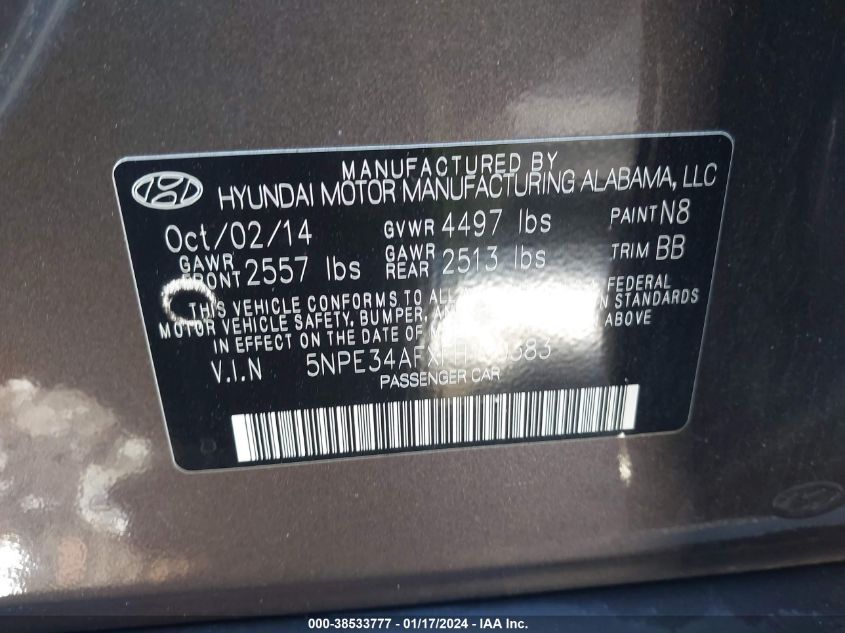 MANUFACTURED BY
HYUNDAI MOTOR MANUFACTURING ALABAMA, LLC
Oct/02/14 GVWR 4497 lbs PAINT N8
GAWR FRONT 2557 lbs GAWR REAR 2513 lbs TRIM BB
THIS VEHICLE CONFORMS TO ALL FEDERAL
MOTOR VEHICLE SAFETY, BUMPER, AND STANDARDS
IN EFFECT ON THE DATE OF ABOVE
V.I.N
PASSENGER CAR
000-38533777 - 01/17/2024 - IAA Inc.